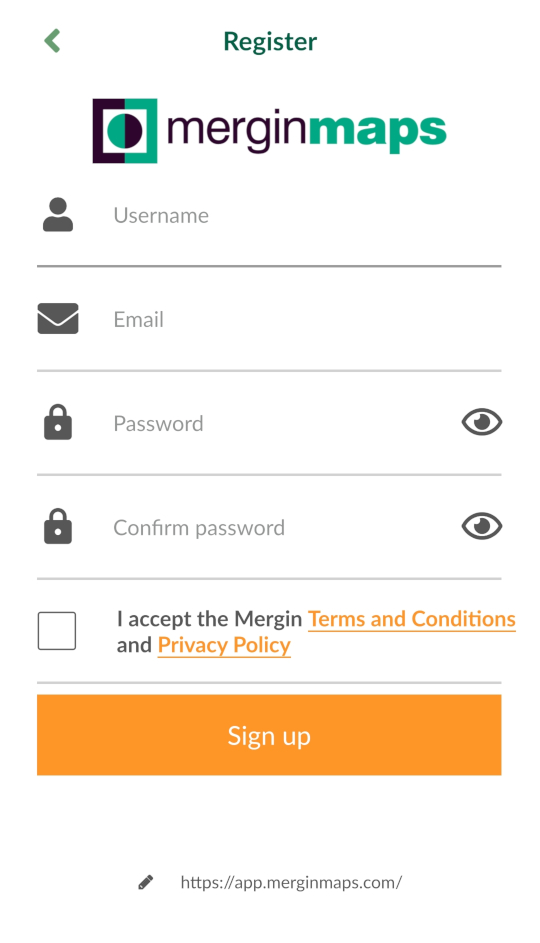 Register
merginmaps
Username
Email
Password
Confirm password
I accept the Mergin Terms and Conditions
and Privacy Policy
Sign up
https://app.merginmaps.com/